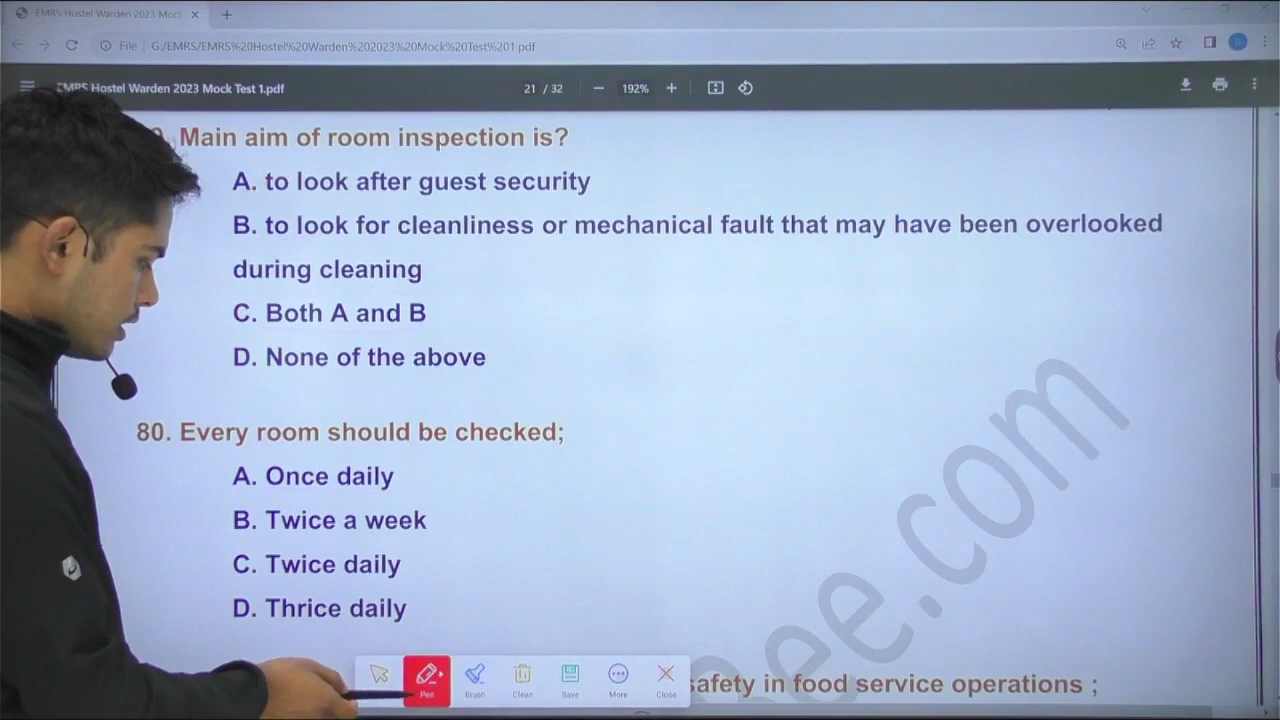 EMRS Hostel Warden 2023 Moc
File G:/EMRS/EMRS%20Hostel%20Warden%202023%20Mock%20Test%201.pdf
EMRS Hostel Warden 2023 Mock Test 1.pdf
21 / 32
192%
Main aim of room inspection is?
A. to look after guest security
B. to look for cleanliness or mechanical fault that may have been overlooked
during cleaning
C. Both A and B
D. None of the above
80. Every room should be checked;
A. Once daily
B. Twice a week
C. Twice daily
D. Thrice daily
safety in food service operations ;
Pen Brush Clean Save More Close
ee.com